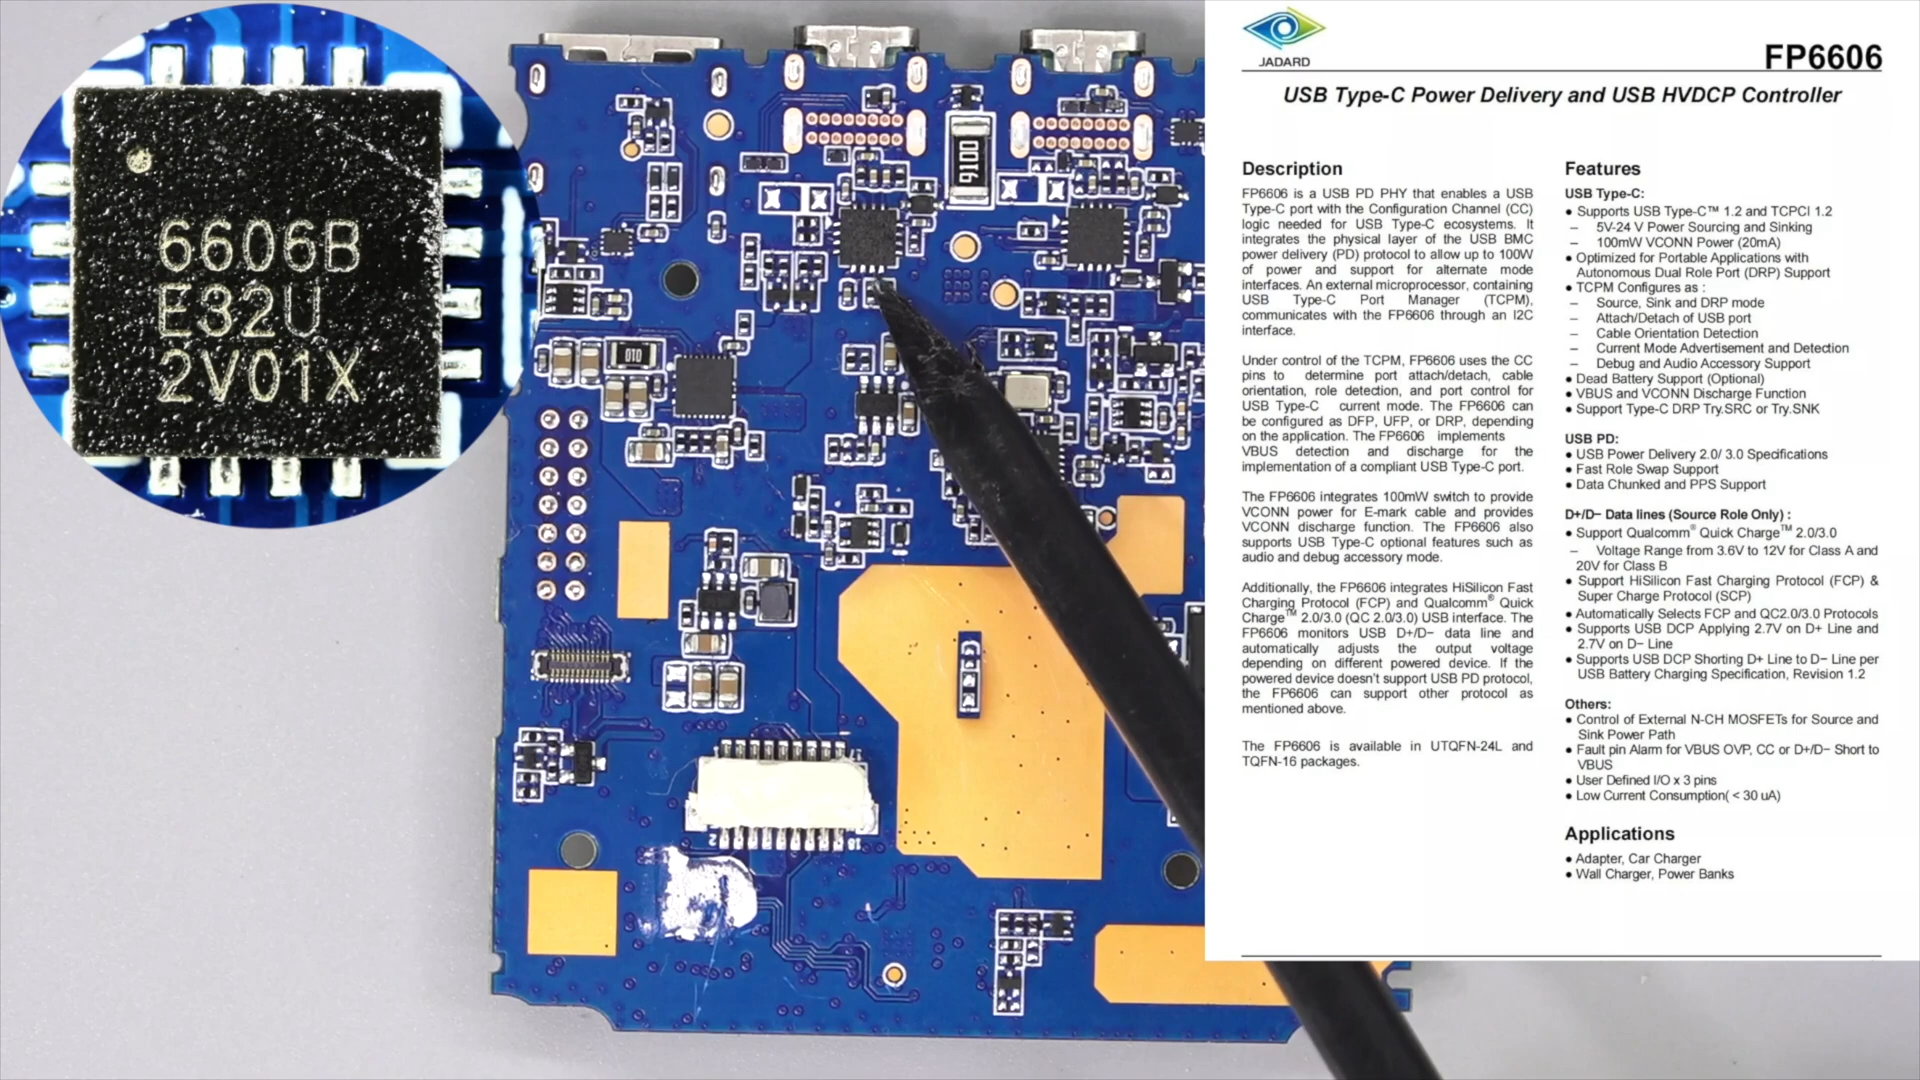 6606B
E32U
2V01X
9100
010
2
18
JADARD
FP6606
USB Type-C Power Delivery and USB HVDCP Controller
Description
FP6606 is a USB PD PHY that enables a USB
Type-C port with the Configuration Channel (CC)
logic needed for USB Type-C ecosystems. It
integrates the physical layer of the USB BMC
power delivery (PD) protocol to allow up to 100W
of power and support for alternate mode
interfaces. An external microprocessor, containing
USB Type-C Port Manager (TCPM),
communicates with the FP6606 through an I2C
interface.
Under control of the TCPM, FP6606 uses the CC
pins to determine port attach/detach, cable
orientation, role detection, and port control for
USB Type-C current mode. The FP6606 can
be configured as DFP, UFP, or DRP, depending
on the application. The FP6606 implements
VBUS detection and discharge for the
implementation of a compliant USB Type-C port.
The FP6606 integrates 100mW switch to provide
VCONN power for E-mark cable and provides
VCONN discharge function. The FP6606 also
supports USB Type-C optional features such as
audio and debug accessory mode.
Additionally, the FP6606 integrates HiSilicon Fast
Charging Protocol (FCP) and Qualcomm® Quick
Charge™ 2.0/3.0 (QC 2.0/3.0) USB interface. The
FP6606 monitors USB D+/D− data line and
automatically adjusts the output voltage
depending on different powered device. If the
powered device doesn't support USB PD protocol,
the FP6606 can support other protocol as
mentioned above.
The FP6606 is available in UTQFN-24L and
TQFN-16 packages.
Features
USB Type-C:
● Supports USB Type-C™ 1.2 and TCPCI 1.2
− 5V-24 V Power Sourcing and Sinking
− 100mW VCONN Power (20mA)
● Optimized for Portable Applications with
Autonomous Dual Role Port (DRP) Support
● TCPM Configures as :
− Source, Sink and DRP mode
− Attach/Detach of USB port
− Cable Orientation Detection
− Current Mode Advertisement and Detection
− Debug and Audio Accessory Support
● Dead Battery Support (Optional)
● VBUS and VCONN Discharge Function
● Support Type-C DRP Try.SRC or Try.SNK
USB PD:
● USB Power Delivery 2.0/ 3.0 Specifications
● Fast Role Swap Support
● Data Chunked and PPS Support
D+/D− Data lines (Source Role Only) :
● Support Qualcomm® Quick Charge™ 2.0/3.0
− Voltage Range from 3.6V to 12V for Class A and
20V for Class B
● Support HiSilicon Fast Charging Protocol (FCP) &
Super Charge Protocol (SCP)
● Automatically Selects FCP and QC2.0/3.0 Protocols
● Supports USB DCP Applying 2.7V on D+ Line and
2.7V on D− Line
● Supports USB DCP Shorting D+ Line to D− Line per
USB Battery Charging Specification, Revision 1.2
Others:
● Control of External N-CH MOSFETs for Source and
Sink Power Path
● Fault pin Alarm for VBUS OVP, CC or D+/D− Short to
VBUS
● User Defined I/O x 3 pins
● Low Current Consumption( < 30 uA)
Applications
● Adapter, Car Charger
● Wall Charger, Power Banks